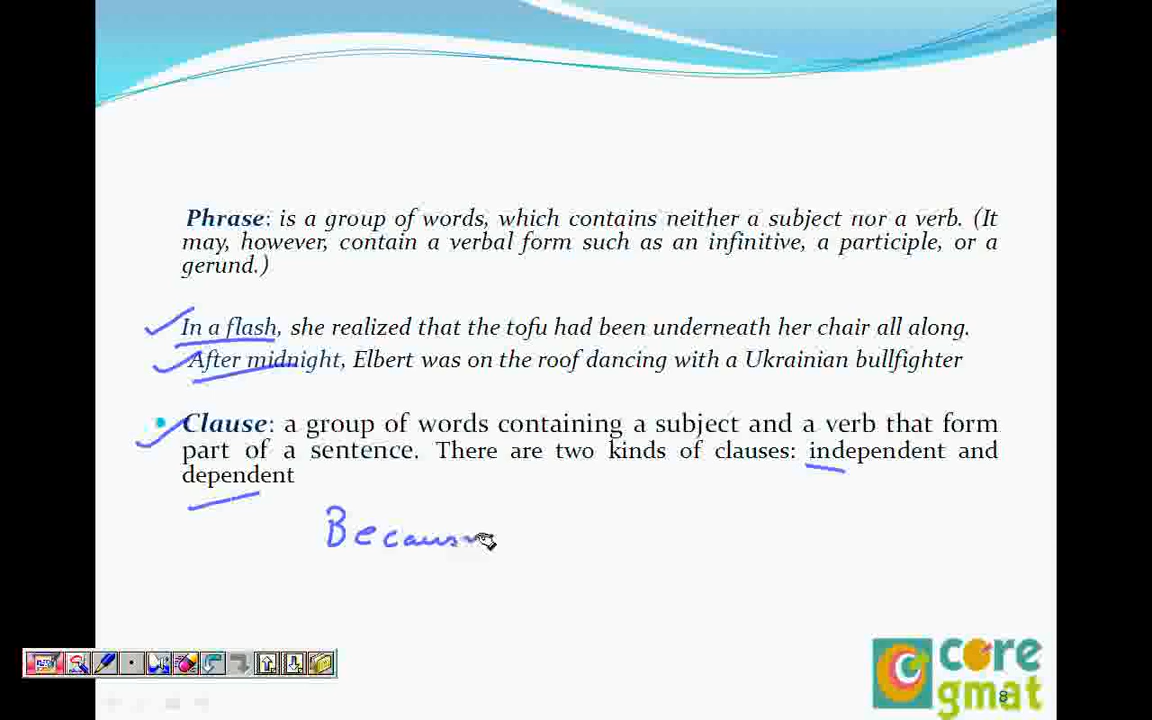 Phrase: is a group of words, which contains neither a subject nor a verb. (It
may, however, contain a verbal form such as an infinitive, a participle, or a
gerund.)
In a flash, she realized that the tofu had been underneath her chair all along.
After midnight, Elbert was on the roof dancing with a Ukrainian bullfighter
Clause: a group of words containing a subject and a verb that form
part of a sentence. There are two kinds of clauses: independent and
dependent
Becaus
core
gmat
8